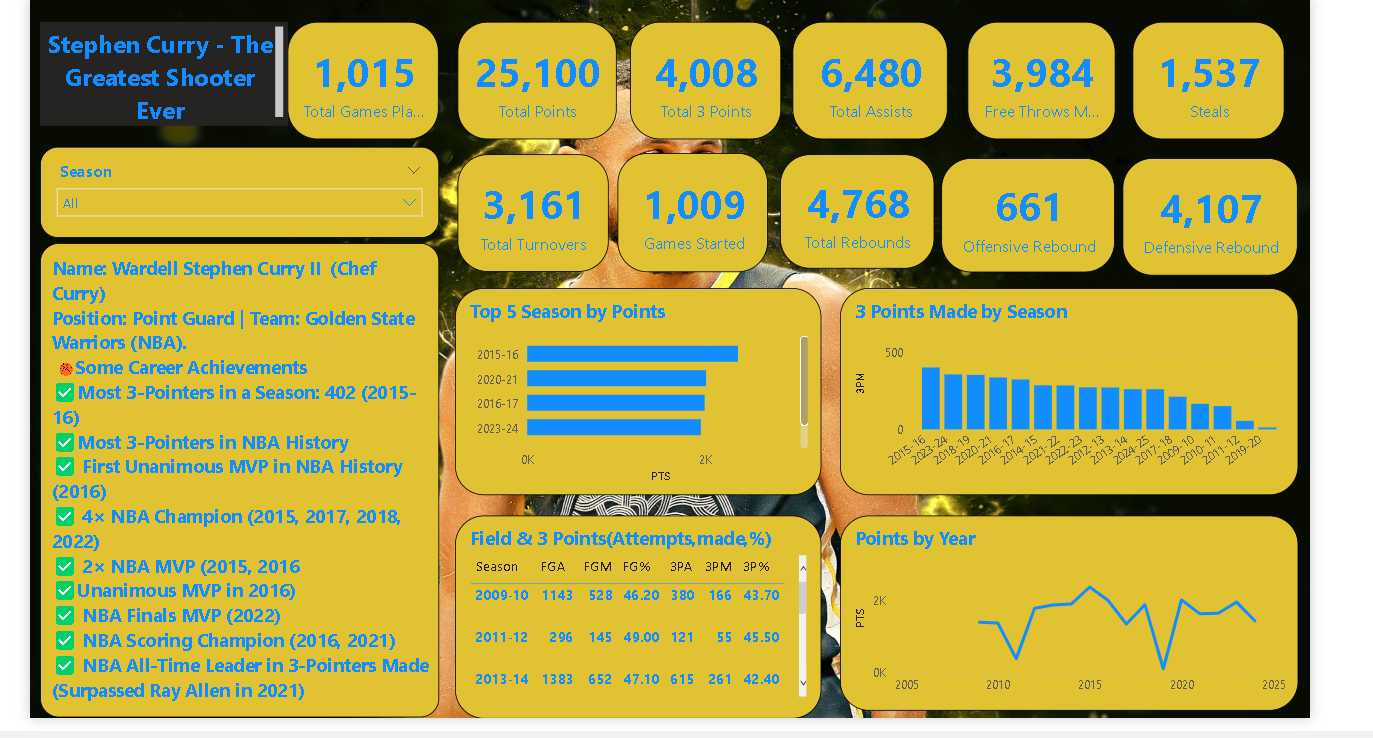 Stephen Curry - The
Greatest Shooter
Ever
1,015
Total Games Pla...
25,100
Total Points
4,008
Total 3 Points
6,480
Total Assists
3,984
Free Throws M...
1,537
Steals
Season
All
3,161
Total Turnovers
1,009
Games Started
4,768
Total Rebounds
661
Offensive Rebound
4,107
Defensive Rebound
Name: Wardell Stephen Curry II (Chef
Curry)
Position: Point Guard | Team: Golden State
Warriors (NBA).
🏀Some Career Achievements
✅Most 3-Pointers in a Season: 402 (2015-
16)
✅Most 3-Pointers in NBA History
✅ First Unanimous MVP in NBA History
(2016)
✅ 4× NBA Champion (2015, 2017, 2018,
2022)
✅ 2× NBA MVP (2015, 2016
✅Unanimous MVP in 2016)
✅ NBA Finals MVP (2022)
✅ NBA Scoring Champion (2016, 2021)
✅ NBA All-Time Leader in 3-Pointers Made
(Surpassed Ray Allen in 2021)
Top 5 Season by Points
2015-16
2020-21
2016-17
2023-24
0K 2K
PTS
3 Points Made by Season
3PM
500
0
2015-16 2023-24 2018-19 2020-21 2016-17 2014-15 2021-22 2022-23 2012-13 2013-14 2024-25 2017-18 2009-10 2010-11 2011-12 2019-20
Field & 3 Points(Attempts,made,%)
Season FGA FGM FG% 3PA 3PM 3P%
2009-10 1143 528 46.20 380 166 43.70
2011-12 296 145 49.00 121 55 45.50
2013-14 1383 652 47.10 615 261 42.40
Points by Year
PTS
2K
0K
2005 2010 2015 2020 2025